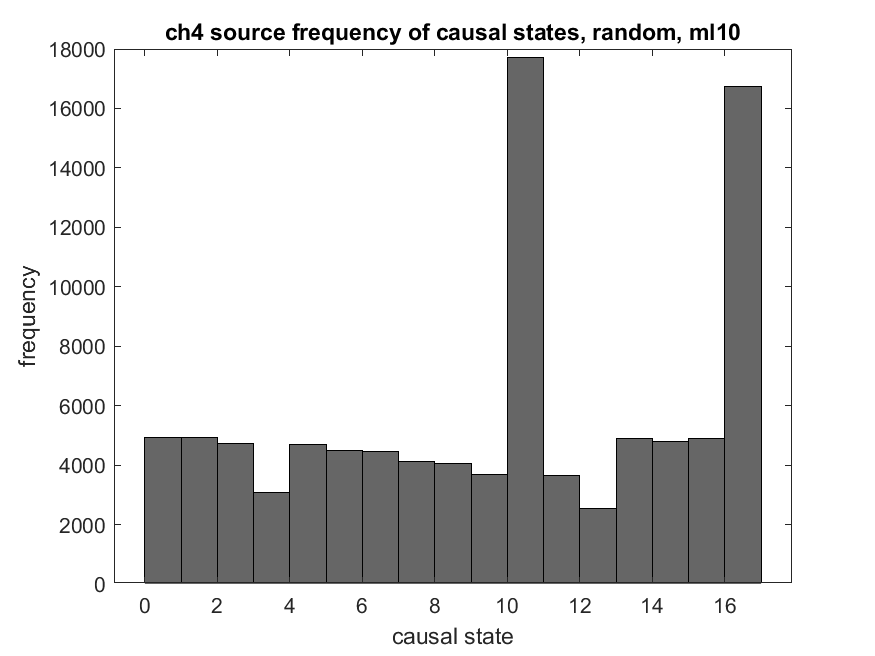 ch4 source frequency of causal states, random, ml10
18000
16000
14000
12000
10000
8000
6000
4000
2000
0
frequency
0 2 4 6 8 10 12 14 16
causal state